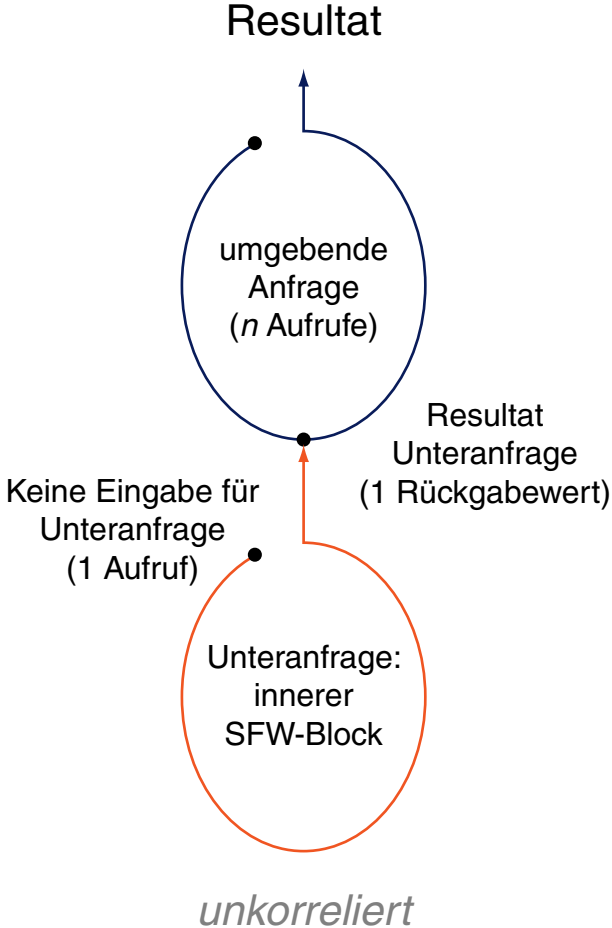 Resultat
umgebende
Anfrage
(n Aufrufe)
Resultat
Unteranfrage
(1 Rückgabewert)
Keine Eingabe für
Unteranfrage
(1 Aufruf)
Unteranfrage:
innerer
SFW-Block
unkorreliert